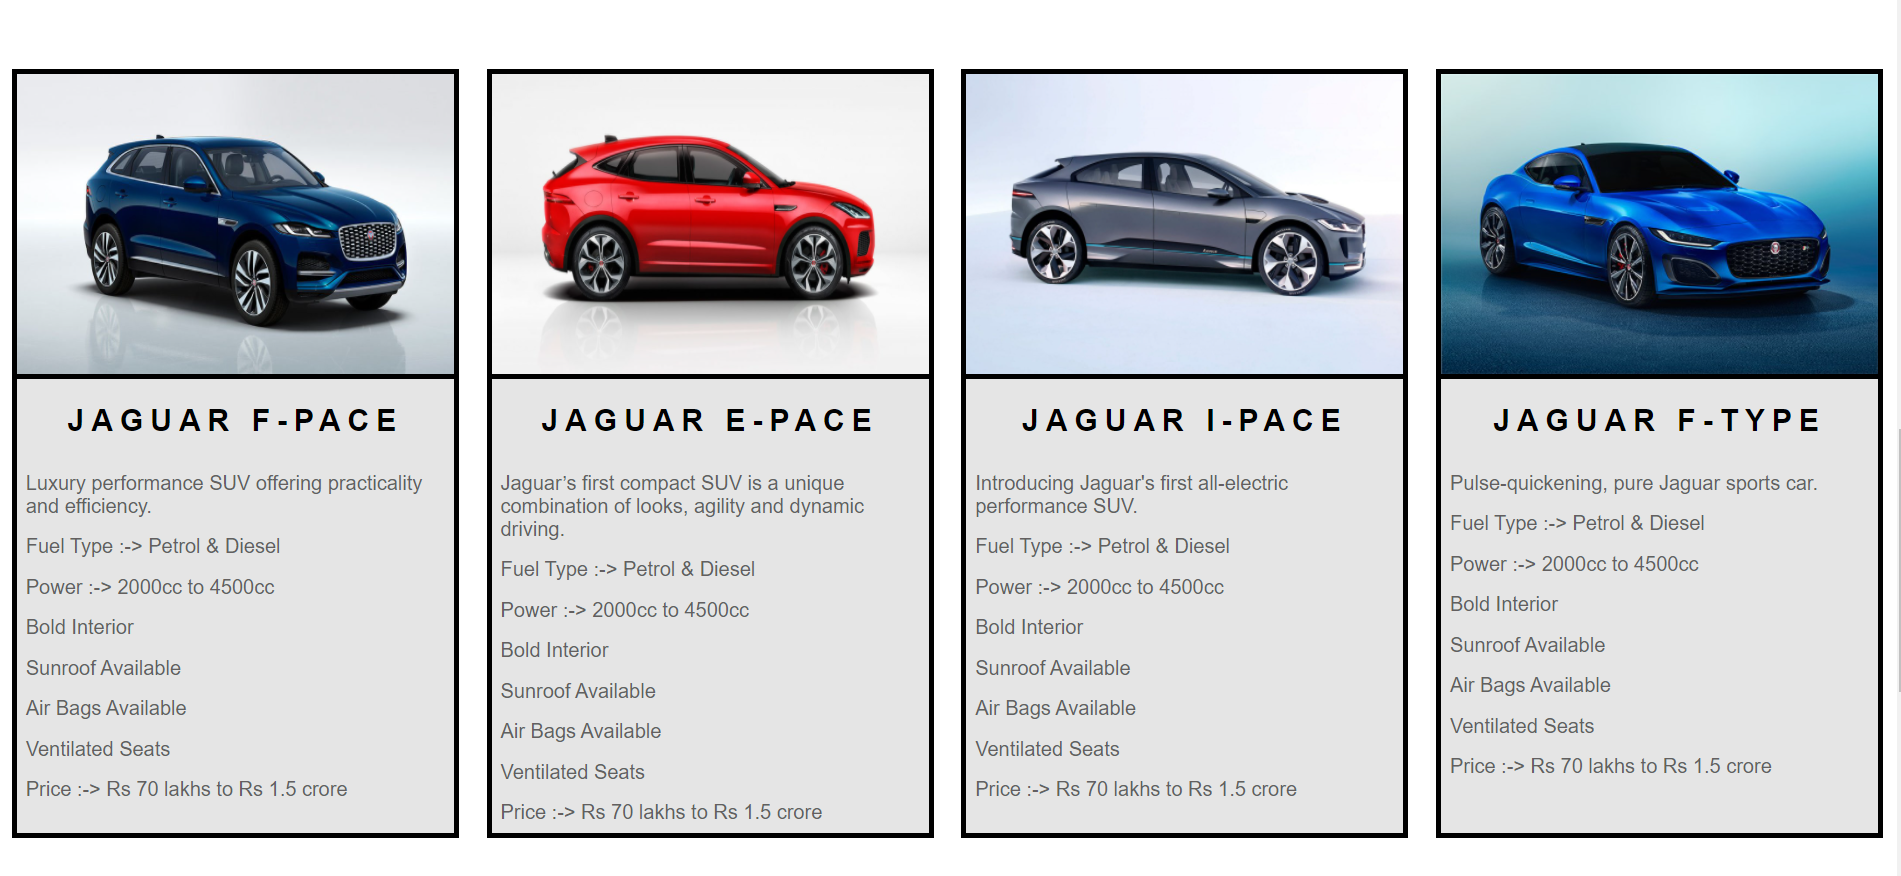 JAGUAR F-PACE
Luxury performance SUV offering practicality
and efficiency.
Fuel Type :-> Petrol & Diesel
Power :-> 2000cc to 4500cc
Bold Interior
Sunroof Available
Air Bags Available
Ventilated Seats
Price :-> Rs 70 lakhs to Rs 1.5 crore
JAGUAR E-PACE
Jaguar’s first compact SUV is a unique
combination of looks, agility and dynamic
driving.
Fuel Type :-> Petrol & Diesel
Power :-> 2000cc to 4500cc
Bold Interior
Sunroof Available
Air Bags Available
Ventilated Seats
Price :-> Rs 70 lakhs to Rs 1.5 crore
JAGUAR I-PACE
Introducing Jaguar's first all-electric
performance SUV.
Fuel Type :-> Petrol & Diesel
Power :-> 2000cc to 4500cc
Bold Interior
Sunroof Available
Air Bags Available
Ventilated Seats
Price :-> Rs 70 lakhs to Rs 1.5 crore
JAGUAR F-TYPE
Pulse-quickening, pure Jaguar sports car.
Fuel Type :-> Petrol & Diesel
Power :-> 2000cc to 4500cc
Bold Interior
Sunroof Available
Air Bags Available
Ventilated Seats
Price :-> Rs 70 lakhs to Rs 1.5 crore